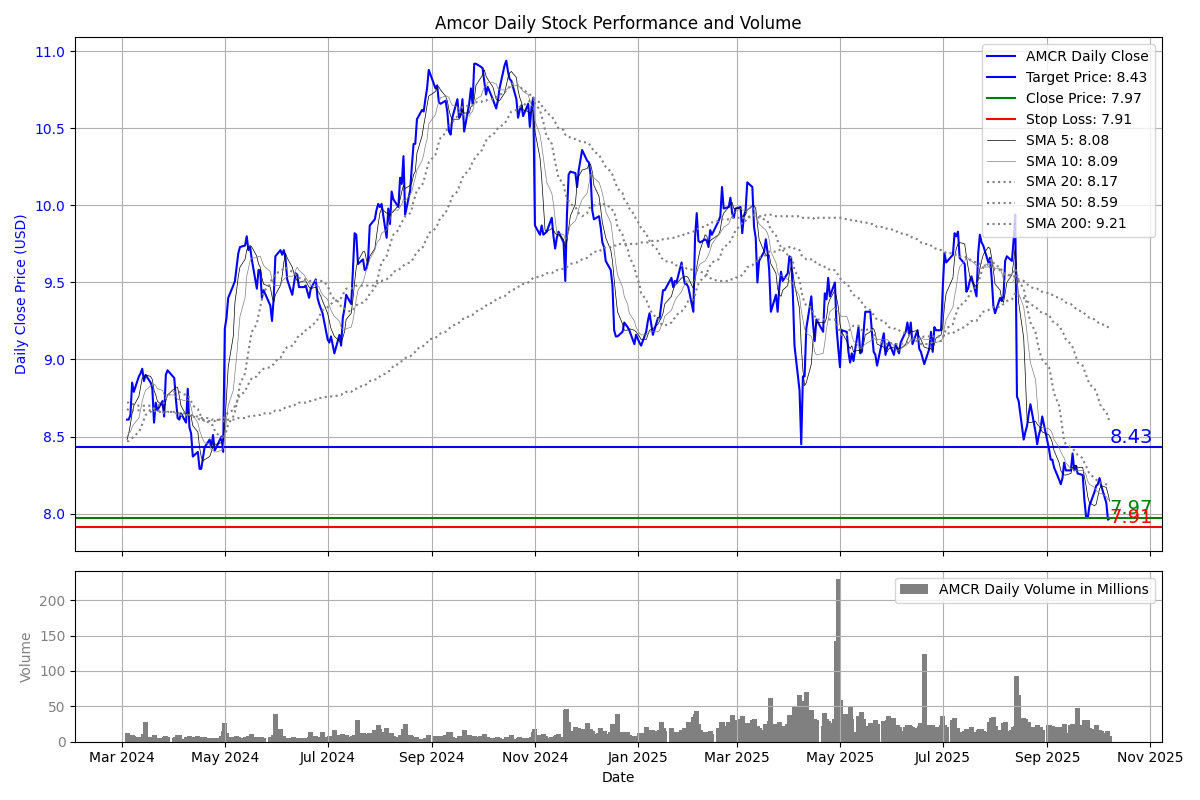 Amcor Daily Stock Performance and Volume
Daily Close Price (USD)
11.0
10.5
10.0
9.5
9.0
8.5
8.0
AMCR Daily Close
Target Price: 8.43
Close Price: 7.97
Stop Loss: 7.91
SMA 5: 8.08
SMA 10: 8.09
SMA 20: 8.17
SMA 50: 8.59
SMA 200: 9.21
8.43
7.97
7.91
Volume
200
150
100
50
0
AMCR Daily Volume in Millions
Mar 2024 May 2024 Jul 2024 Sep 2024 Nov 2024 Jan 2025 Mar 2025 May 2025 Jul 2025 Sep 2025 Nov 2025
Date